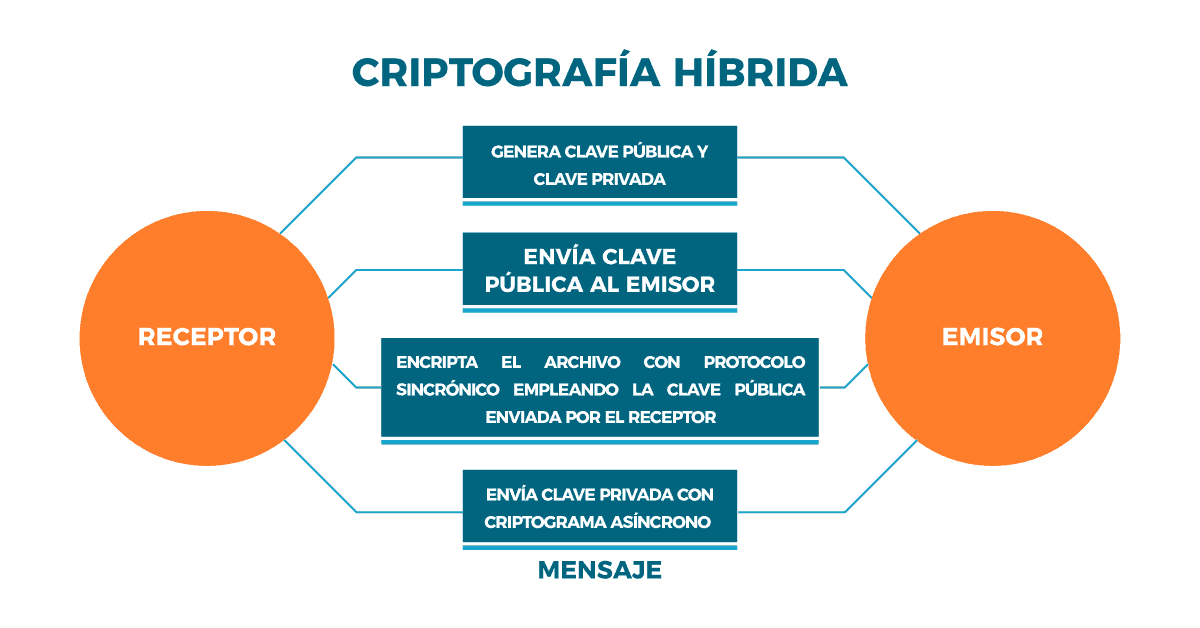 CRIPTOGRAFÍA HÍBRIDA
GENERA CLAVE PÚBLICA Y
CLAVE PRIVADA
ENVÍA CLAVE
PÚBLICA AL EMISOR
RECEPTOR
EMISOR
ENCRIPTA EL ARCHIVO CON PROTOCOLO
SINCRÓNICO EMPLEANDO LA CLAVE PÚBLICA
ENVIADA POR EL RECEPTOR
ENVÍA CLAVE PRIVADA CON
CRIPTOGRAMA ASÍNCRONO
MENSAJE